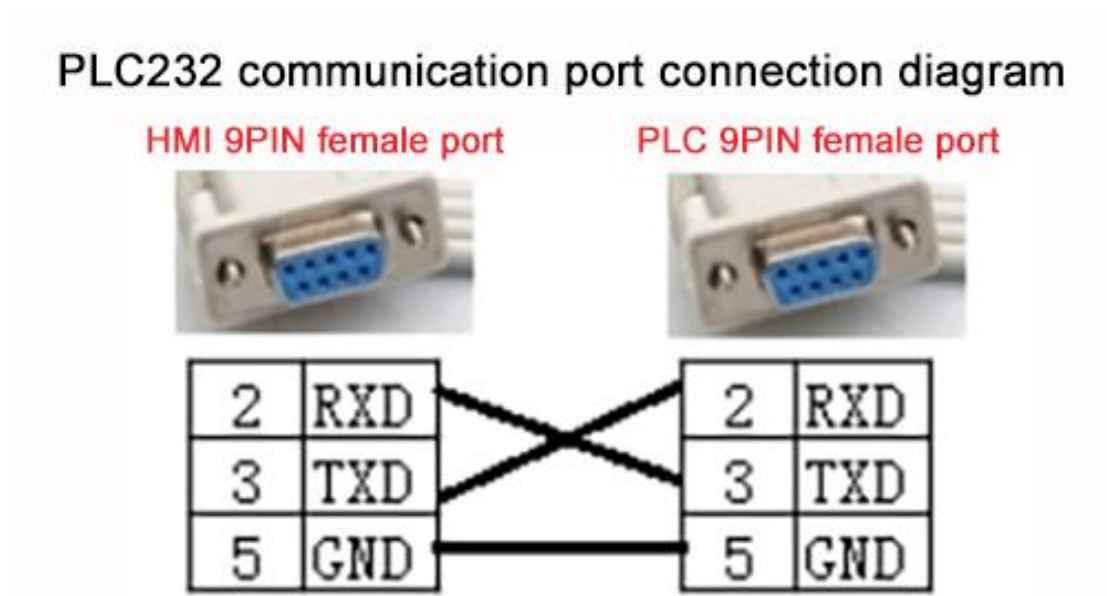 PLC232 communication port connection diagram
HMI 9PIN female port PLC 9PIN female port
2 RXD 2 RXD
3 TXD 3 TXD
5 GND 5 GND